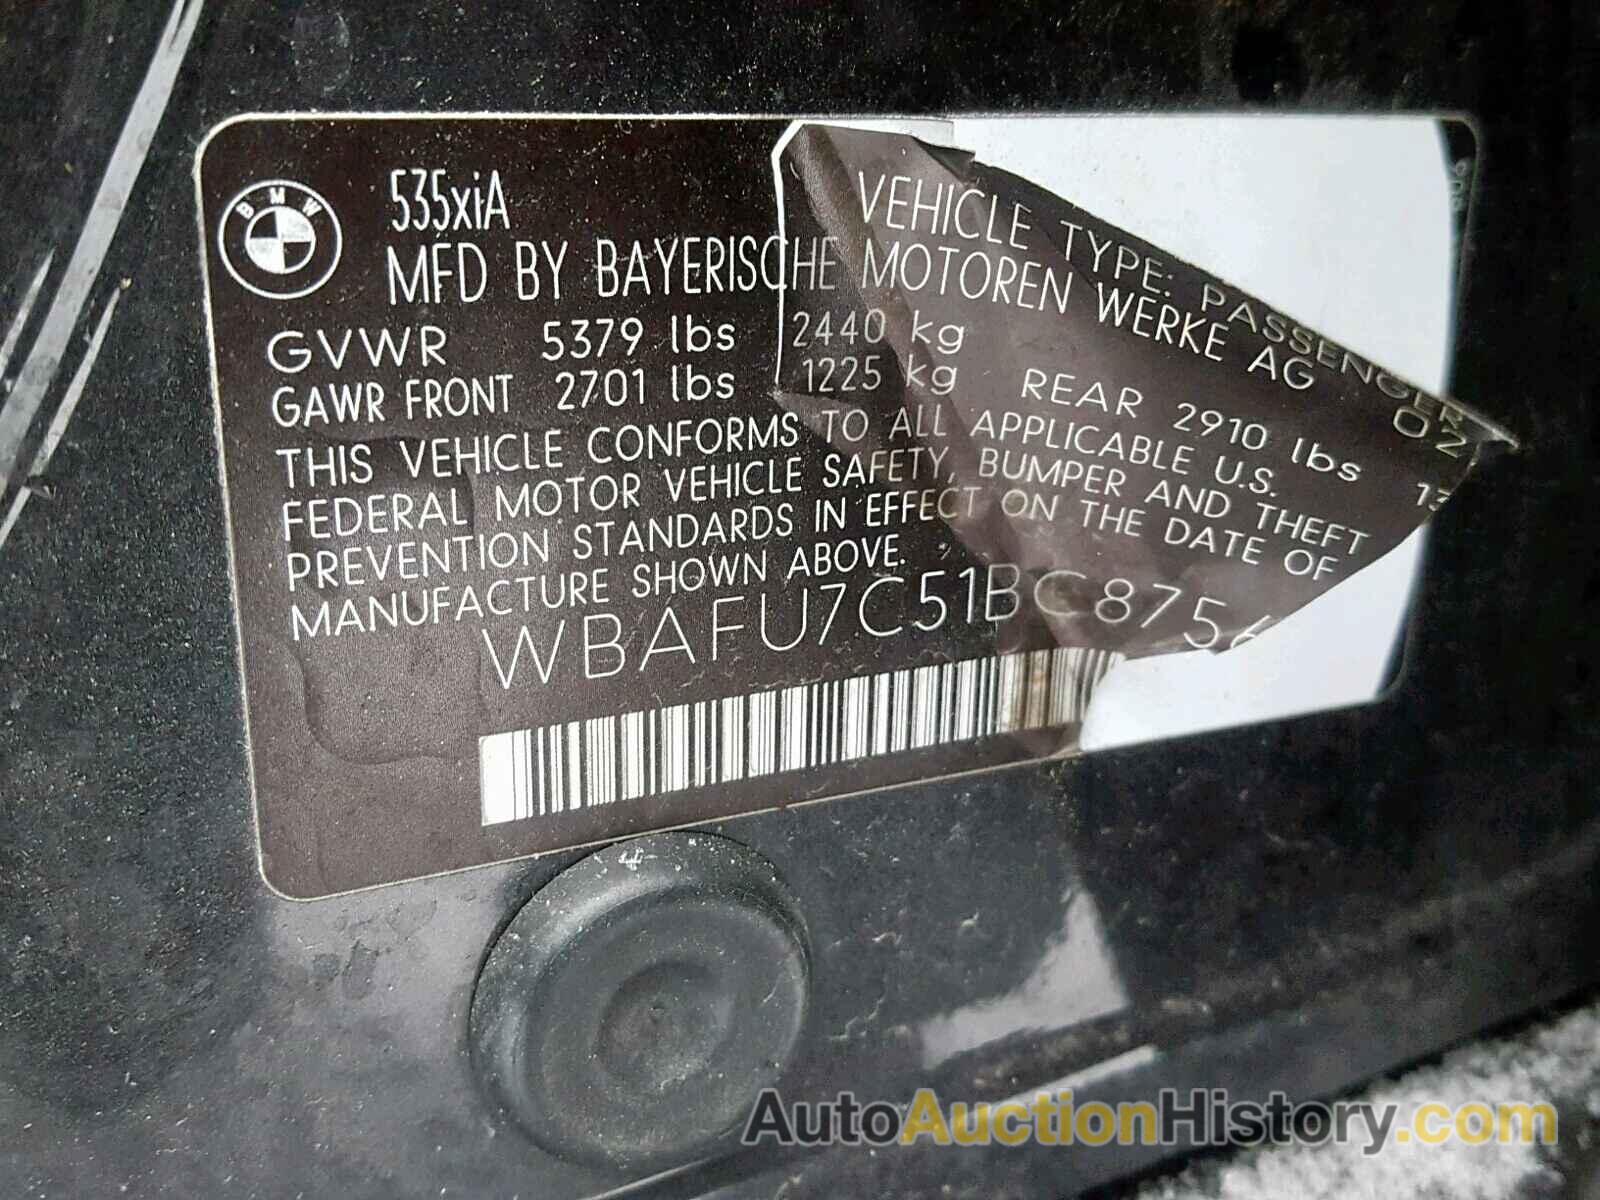 BMW
535xiA
VEHICLE TYPE: PASSENGER
MFD BY BAYERISCHE MOTOREN WERKE AG 02
GVWR 5379 lbs 2440 kg
GAWR FRONT 2701 lbs 1225 kg REAR 2910 lbs
THIS VEHICLE CONFORMS TO ALL APPLICABLE U.S.
FEDERAL MOTOR VEHICLE SAFETY, BUMPER AND THEFT
PREVENTION STANDARDS IN EFFECT ON THE DATE OF
MANUFACTURE SHOWN ABOVE.
WBAFU7C51BC8756
AutoAuctionHistory.com